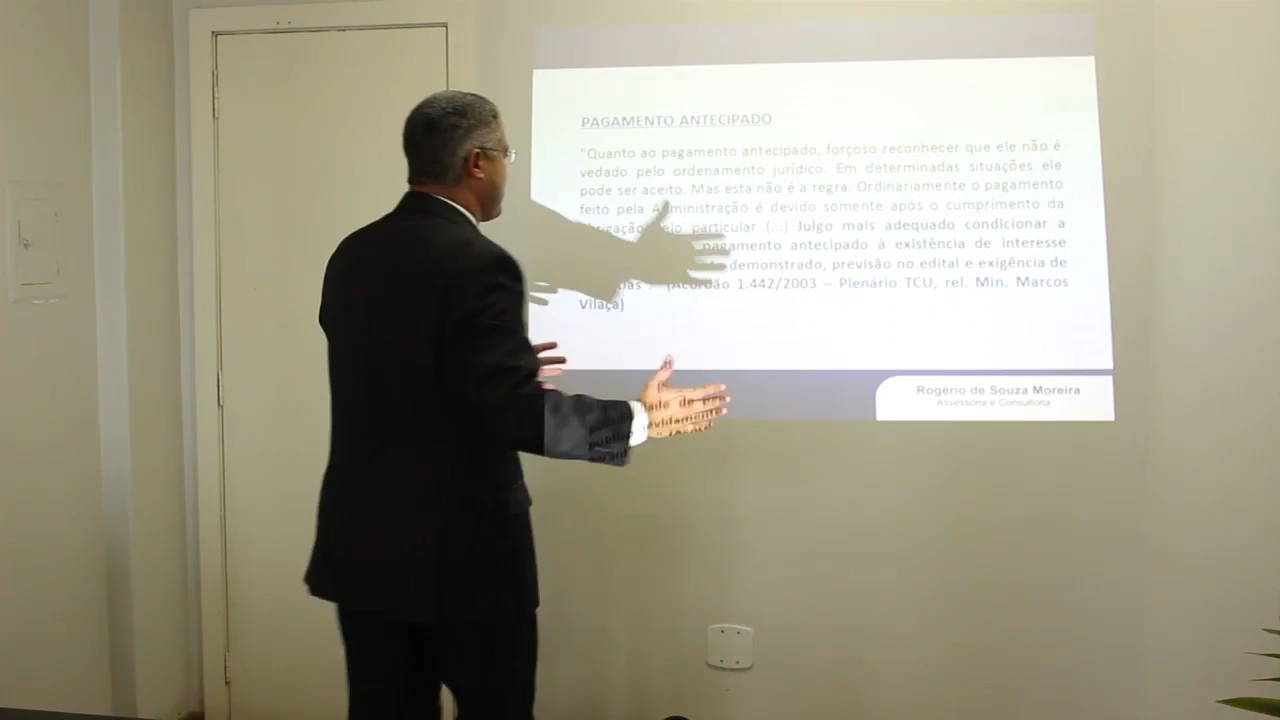 PAGAMENTO ANTECIPADO
"Quanto ao pagamento antecipado, forçoso reconhecer que ele não é
vedado pelo ordenamento jurídico. Em determinadas situações ele
pode ser aceito. Mas esta não é a regra. Ordinariamente o pagamento
feito pela Administração é devido somente após o cumprimento da
particular (...) Julgo mais adequado condicionar a
pagamento antecipado à existência de interesse
demonstrado, previsão no edital e exigência de
(Acórdão 1.442/2003 – Plenário TCU, rel. Min. Marcos
Vilaça)
Rogério de Souza Moreira
Assessoria e Consultoria